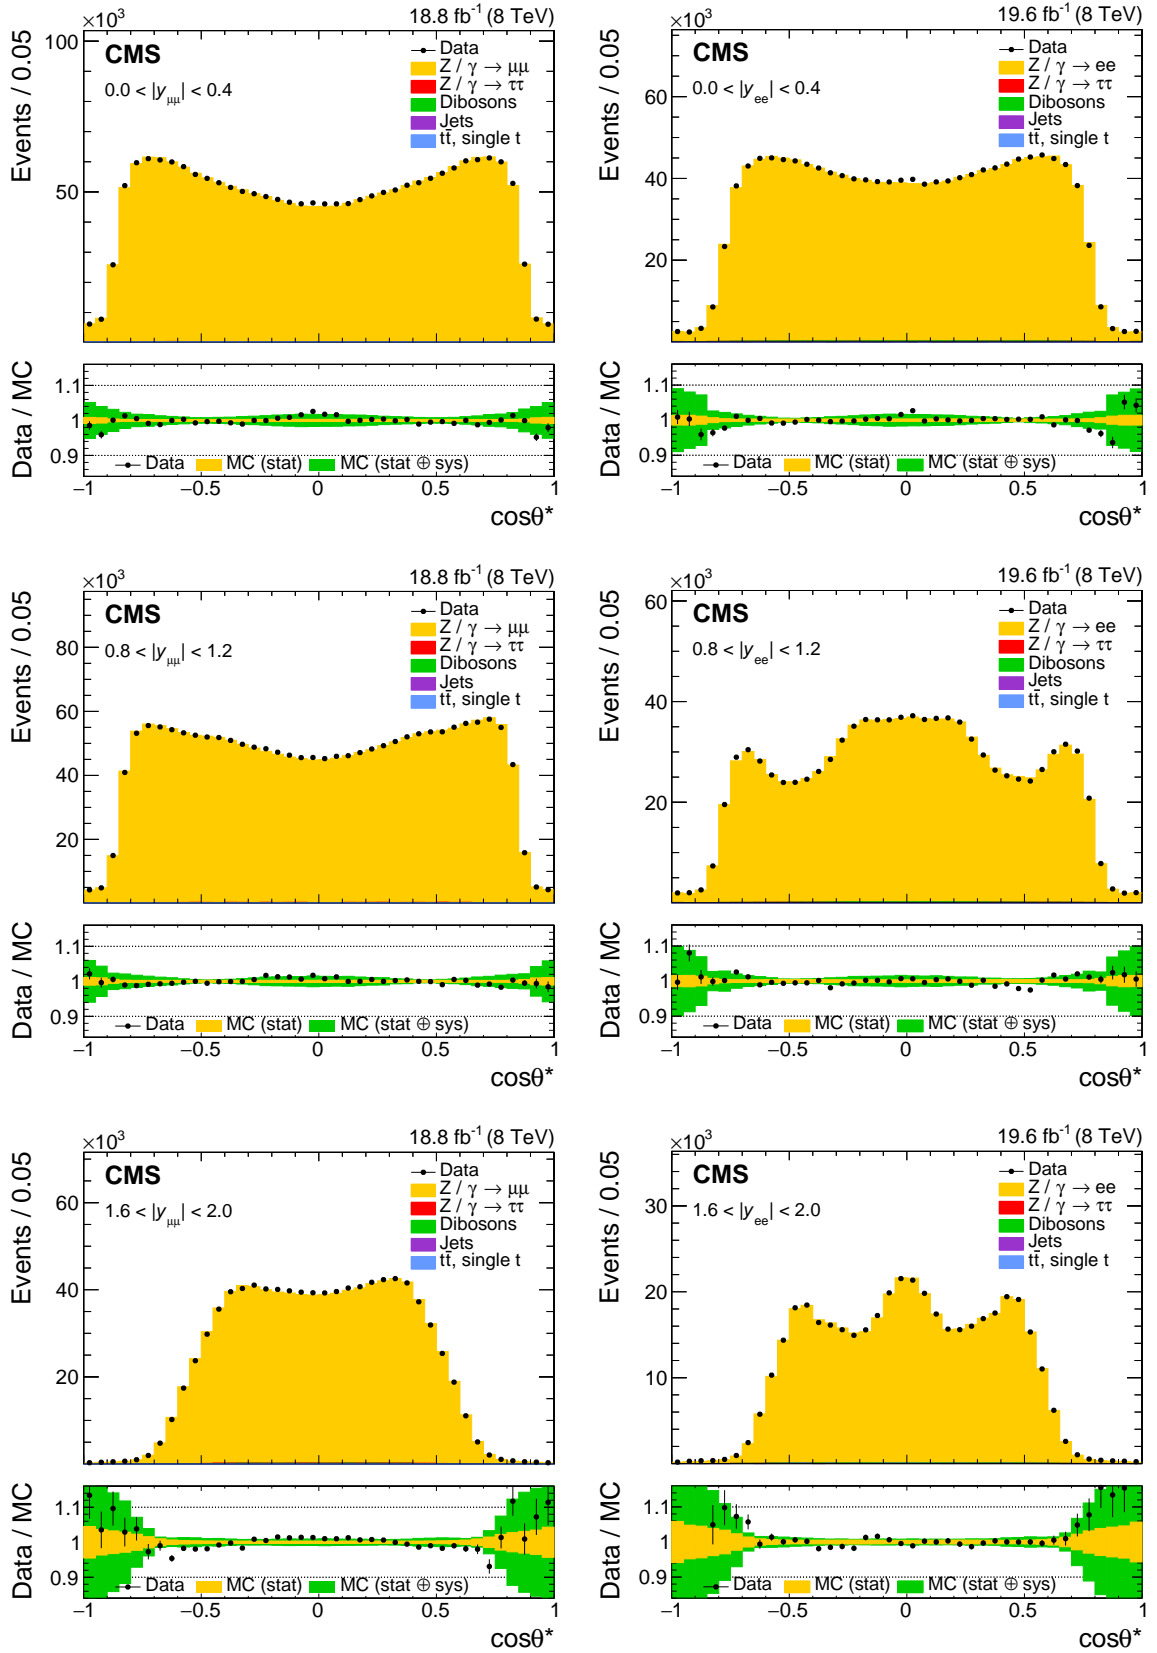 ×10³
18.8 fb⁻¹ (8 TeV)
Events / 0.05
100
50
CMS
0.0 < |y_μμ| < 0.4
Data
Z / γ → μμ
Z / γ → ττ
Dibosons
Jets
tt̄, single t
Data / MC
1.1
1
0.9
Data
MC (stat)
MC (stat ⊕ sys)
−1
−0.5
0
0.5
1
cosθ*
×10³
19.6 fb⁻¹ (8 TeV)
Events / 0.05
60
40
20
CMS
0.0 < |y_ee| < 0.4
Data
Z / γ → ee
Z / γ → ττ
Dibosons
Jets
tt̄, single t
Data / MC
1.1
1
0.9
Data
MC (stat)
MC (stat ⊕ sys)
−1
−0.5
0
0.5
1
cosθ*
×10³
18.8 fb⁻¹ (8 TeV)
Events / 0.05
80
60
40
20
CMS
0.8 < |y_μμ| < 1.2
Data
Z / γ → μμ
Z / γ → ττ
Dibosons
Jets
tt̄, single t
Data / MC
1.1
1
0.9
Data
MC (stat)
MC (stat ⊕ sys)
−1
−0.5
0
0.5
1
cosθ*
×10³
19.6 fb⁻¹ (8 TeV)
Events / 0.05
60
40
20
CMS
0.8 < |y_ee| < 1.2
Data
Z / γ → ee
Z / γ → ττ
Dibosons
Jets
tt̄, single t
Data / MC
1.1
1
0.9
Data
MC (stat)
MC (stat ⊕ sys)
−1
−0.5
0
0.5
1
cosθ*
×10³
18.8 fb⁻¹ (8 TeV)
Events / 0.05
60
40
20
CMS
1.6 < |y_μμ| < 2.0
Data
Z / γ → μμ
Z / γ → ττ
Dibosons
Jets
tt̄, single t
Data / MC
1.1
1
0.9
Data
MC (stat)
MC (stat ⊕ sys)
−1
−0.5
0
0.5
1
cosθ*
×10³
19.6 fb⁻¹ (8 TeV)
Events / 0.05
30
20
10
CMS
1.6 < |y_ee| < 2.0
Data
Z / γ → ee
Z / γ → ττ
Dibosons
Jets
tt̄, single t
Data / MC
1.1
1
0.9
Data
MC (stat)
MC (stat ⊕ sys)
−1
−0.5
0
0.5
1
cosθ*